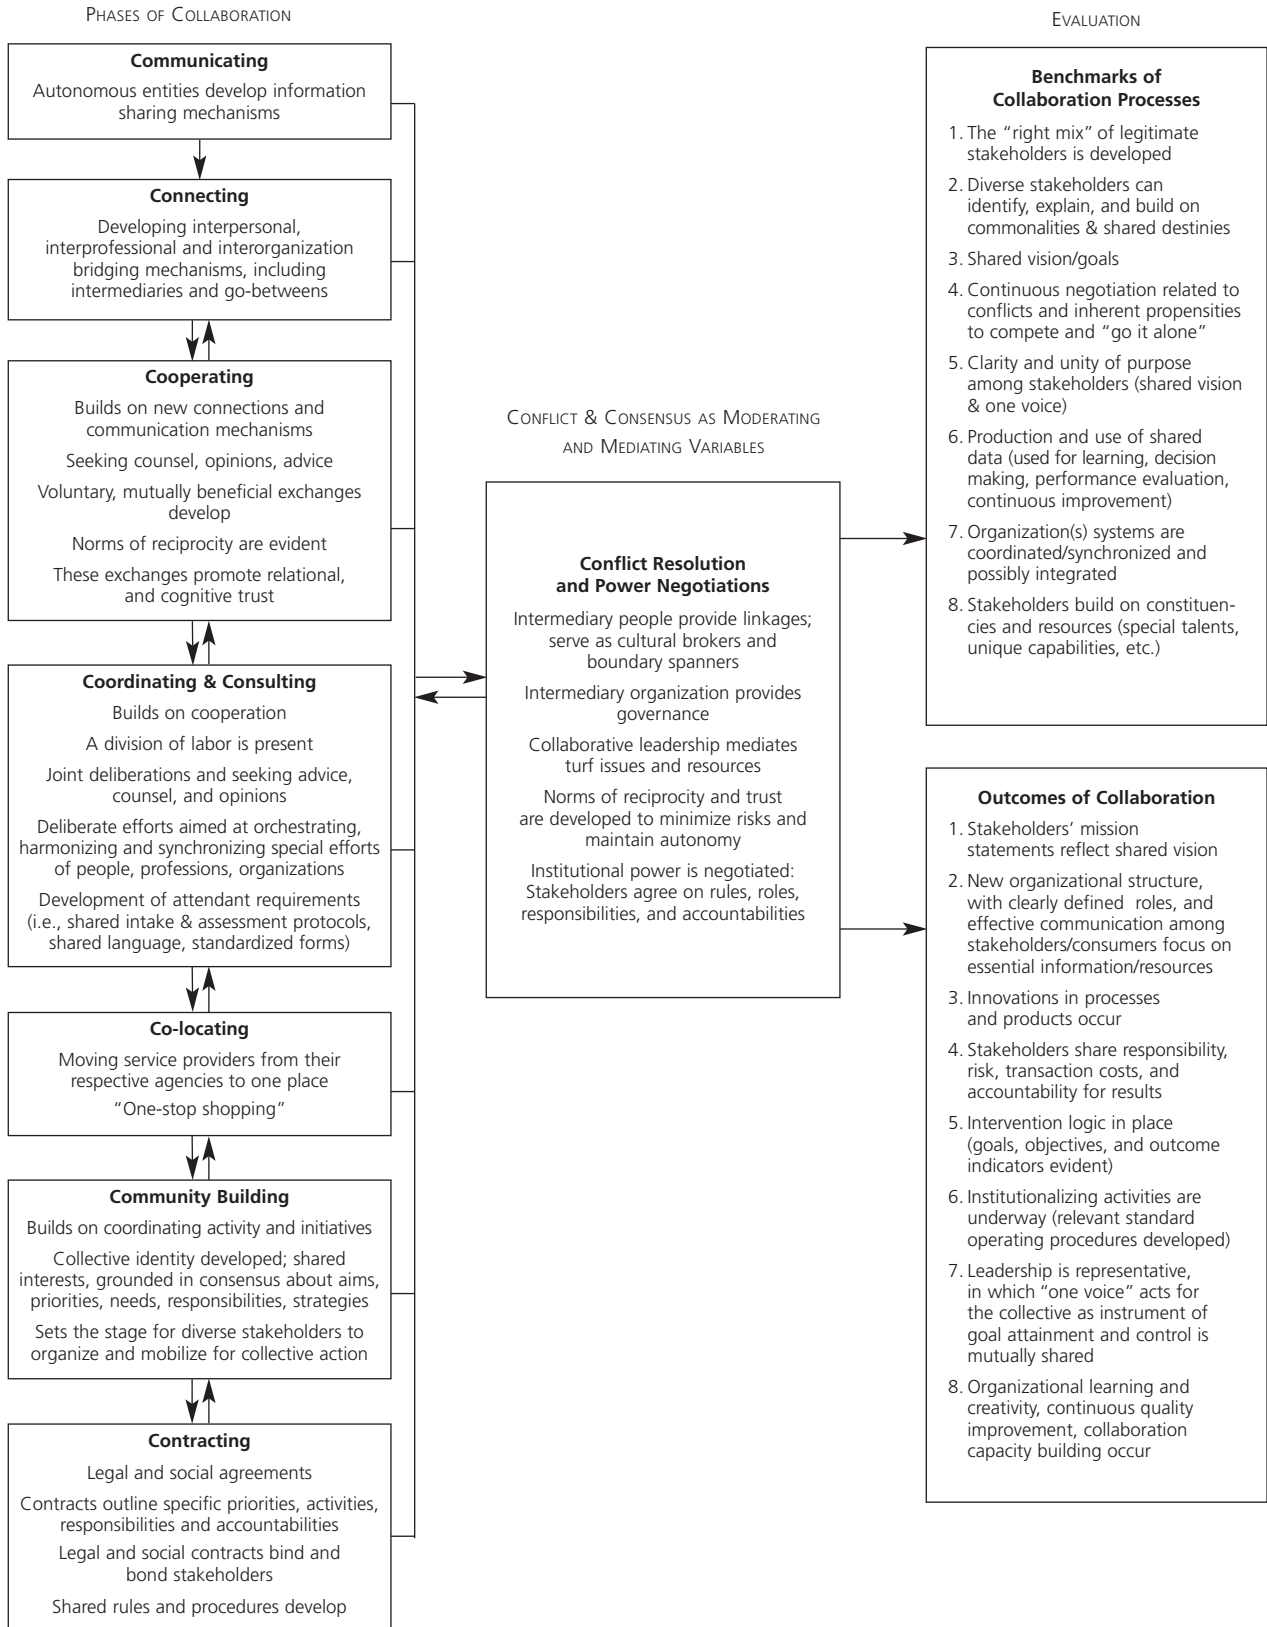 PHASES OF COLLABORATION
Communicating
Autonomous entities develop information
sharing mechanisms
Connecting
Developing interpersonal,
interprofessional and interorganization
bridging mechanisms, including
intermediaries and go-betweens
Cooperating
Builds on new connections and
communication mechanisms
Seeking counsel, opinions, advice
Voluntary, mutually beneficial exchanges
develop
Norms of reciprocity are evident
These exchanges promote relational,
and cognitive trust
Coordinating & Consulting
Builds on cooperation
A division of labor is present
Joint deliberations and seeking advice,
counsel, and opinions
Deliberate efforts aimed at orchestrating,
harmonizing and synchronizing special efforts
of people, professions, organizations
Development of attendant requirements
(i.e., shared intake & assessment protocols,
shared language, standardized forms)
Co-locating
Moving service providers from their
respective agencies to one place
“One-stop shopping”
Community Building
Builds on coordinating activity and initiatives
Collective identity developed; shared
interests, grounded in consensus about aims,
priorities, needs, responsibilities, strategies
Sets the stage for diverse stakeholders to
organize and mobilize for collective action
Contracting
Legal and social agreements
Contracts outline specific priorities, activities,
responsibilities and accountabilities
Legal and social contracts bind and
bond stakeholders
Shared rules and procedures develop
CONFLICT & CONSENSUS AS MODERATING
AND MEDIATING VARIABLES
Conflict Resolution
and Power Negotiations
Intermediary people provide linkages;
serve as cultural brokers and
boundary spanners
Intermediary organization provides
governance
Collaborative leadership mediates
turf issues and resources
Norms of reciprocity and trust
are developed to minimize risks and
maintain autonomy
Institutional power is negotiated:
Stakeholders agree on rules, roles,
responsibilities, and accountabilities
EVALUATION
Benchmarks of
Collaboration Processes
1. The “right mix” of legitimate
stakeholders is developed
2. Diverse stakeholders can
identify, explain, and build on
commonalities & shared destinies
3. Shared vision/goals
4. Continuous negotiation related to
conflicts and inherent propensities
to compete and “go it alone”
5. Clarity and unity of purpose
among stakeholders (shared vision
& one voice)
6. Production and use of shared
data (used for learning, decision
making, performance evaluation,
continuous improvement)
7. Organization(s) systems are
coordinated/synchronized and
possibly integrated
8. Stakeholders build on constituen-
cies and resources (special talents,
unique capabilities, etc.)
Outcomes of Collaboration
1. Stakeholders’ mission
statements reflect shared vision
2. New organizational structure,
with clearly defined roles, and
effective communication among
stakeholders/consumers focus on
essential information/resources
3. Innovations in processes
and products occur
4. Stakeholders share responsibility,
risk, transaction costs, and
accountability for results
5. Intervention logic in place
(goals, objectives, and outcome
indicators evident)
6. Institutionalizing activities are
underway (relevant standard
operating procedures developed)
7. Leadership is representative,
in which “one voice” acts for
the collective as instrument of
goal attainment and control is
mutually shared
8. Organizational learning and
creativity, continuous quality
improvement, collaboration
capacity building occur